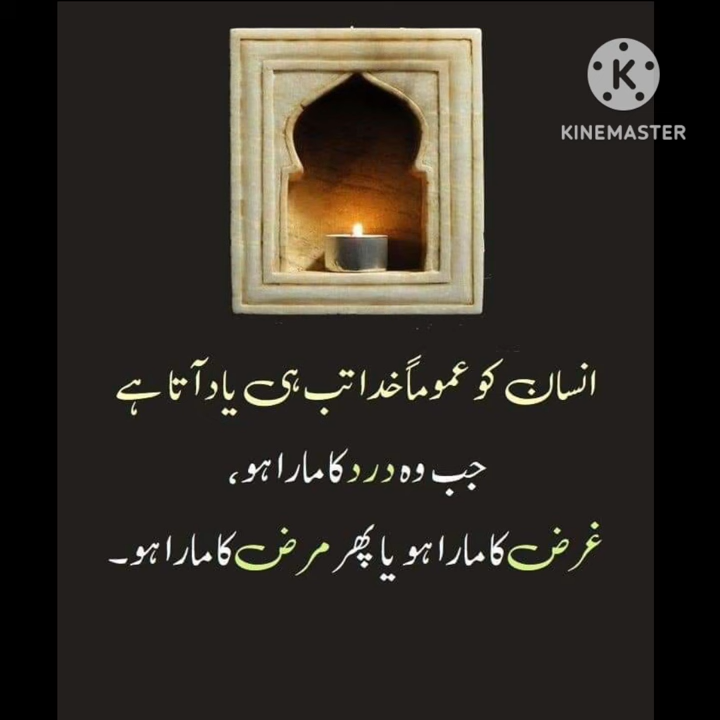 KINEMASTER
انسان کو عموماً خدا تب ہی یاد آتا ہے
جب وہ درد کا مارا ہو،
غرض کا مارا ہو یا پھر مرض کا مارا ہو۔